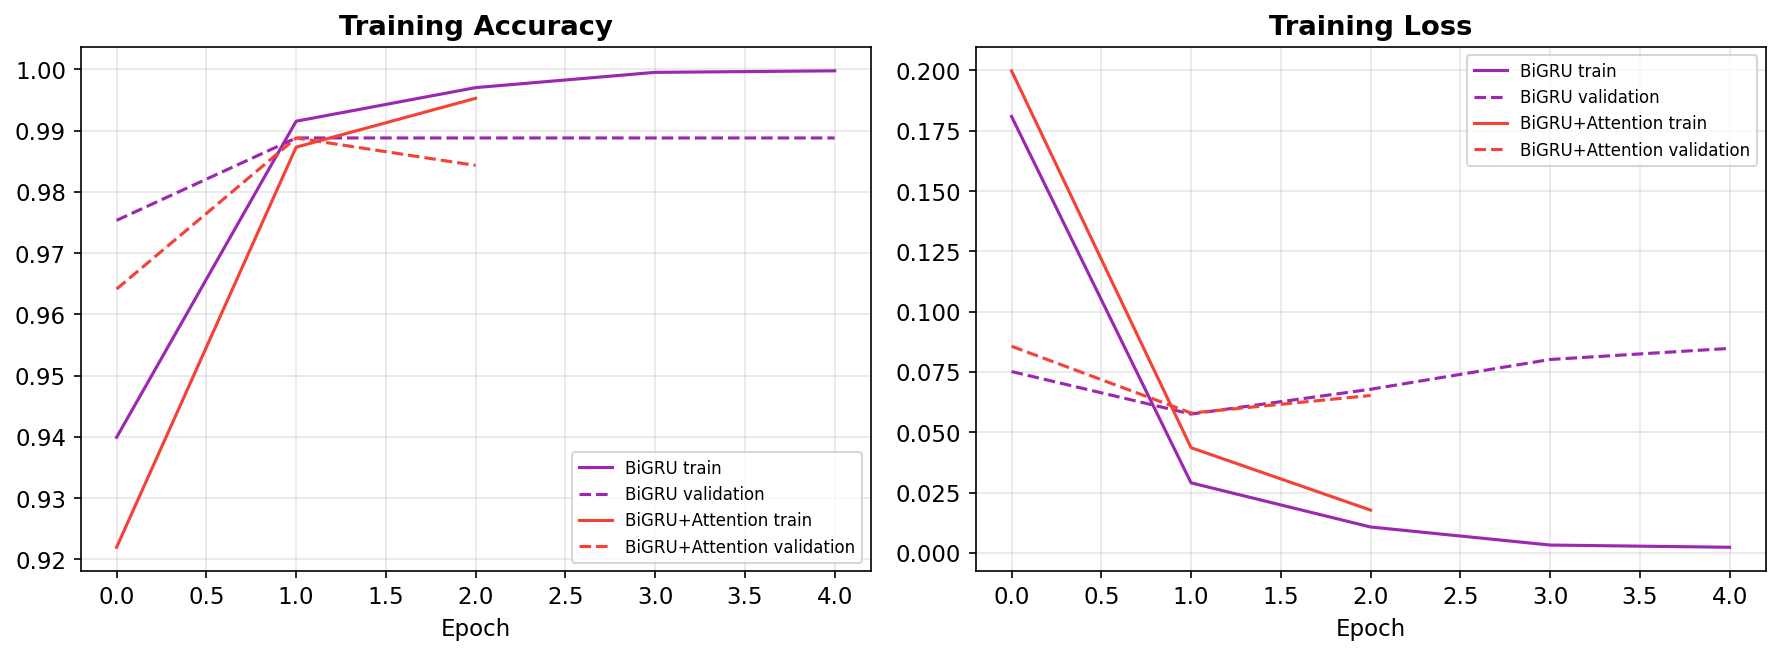 Training Accuracy
1.00
0.99
0.98
0.97
0.96
0.95
0.94
0.93
0.92
BiGRU train
BiGRU validation
BiGRU+Attention train
BiGRU+Attention validation
0.0 0.5 1.0 1.5 2.0 2.5 3.0 3.5 4.0
Epoch
Training Loss
0.200
0.175
0.150
0.125
0.100
0.075
0.050
0.025
0.000
BiGRU train
BiGRU validation
BiGRU+Attention train
BiGRU+Attention validation
0.0 0.5 1.0 1.5 2.0 2.5 3.0 3.5 4.0
Epoch